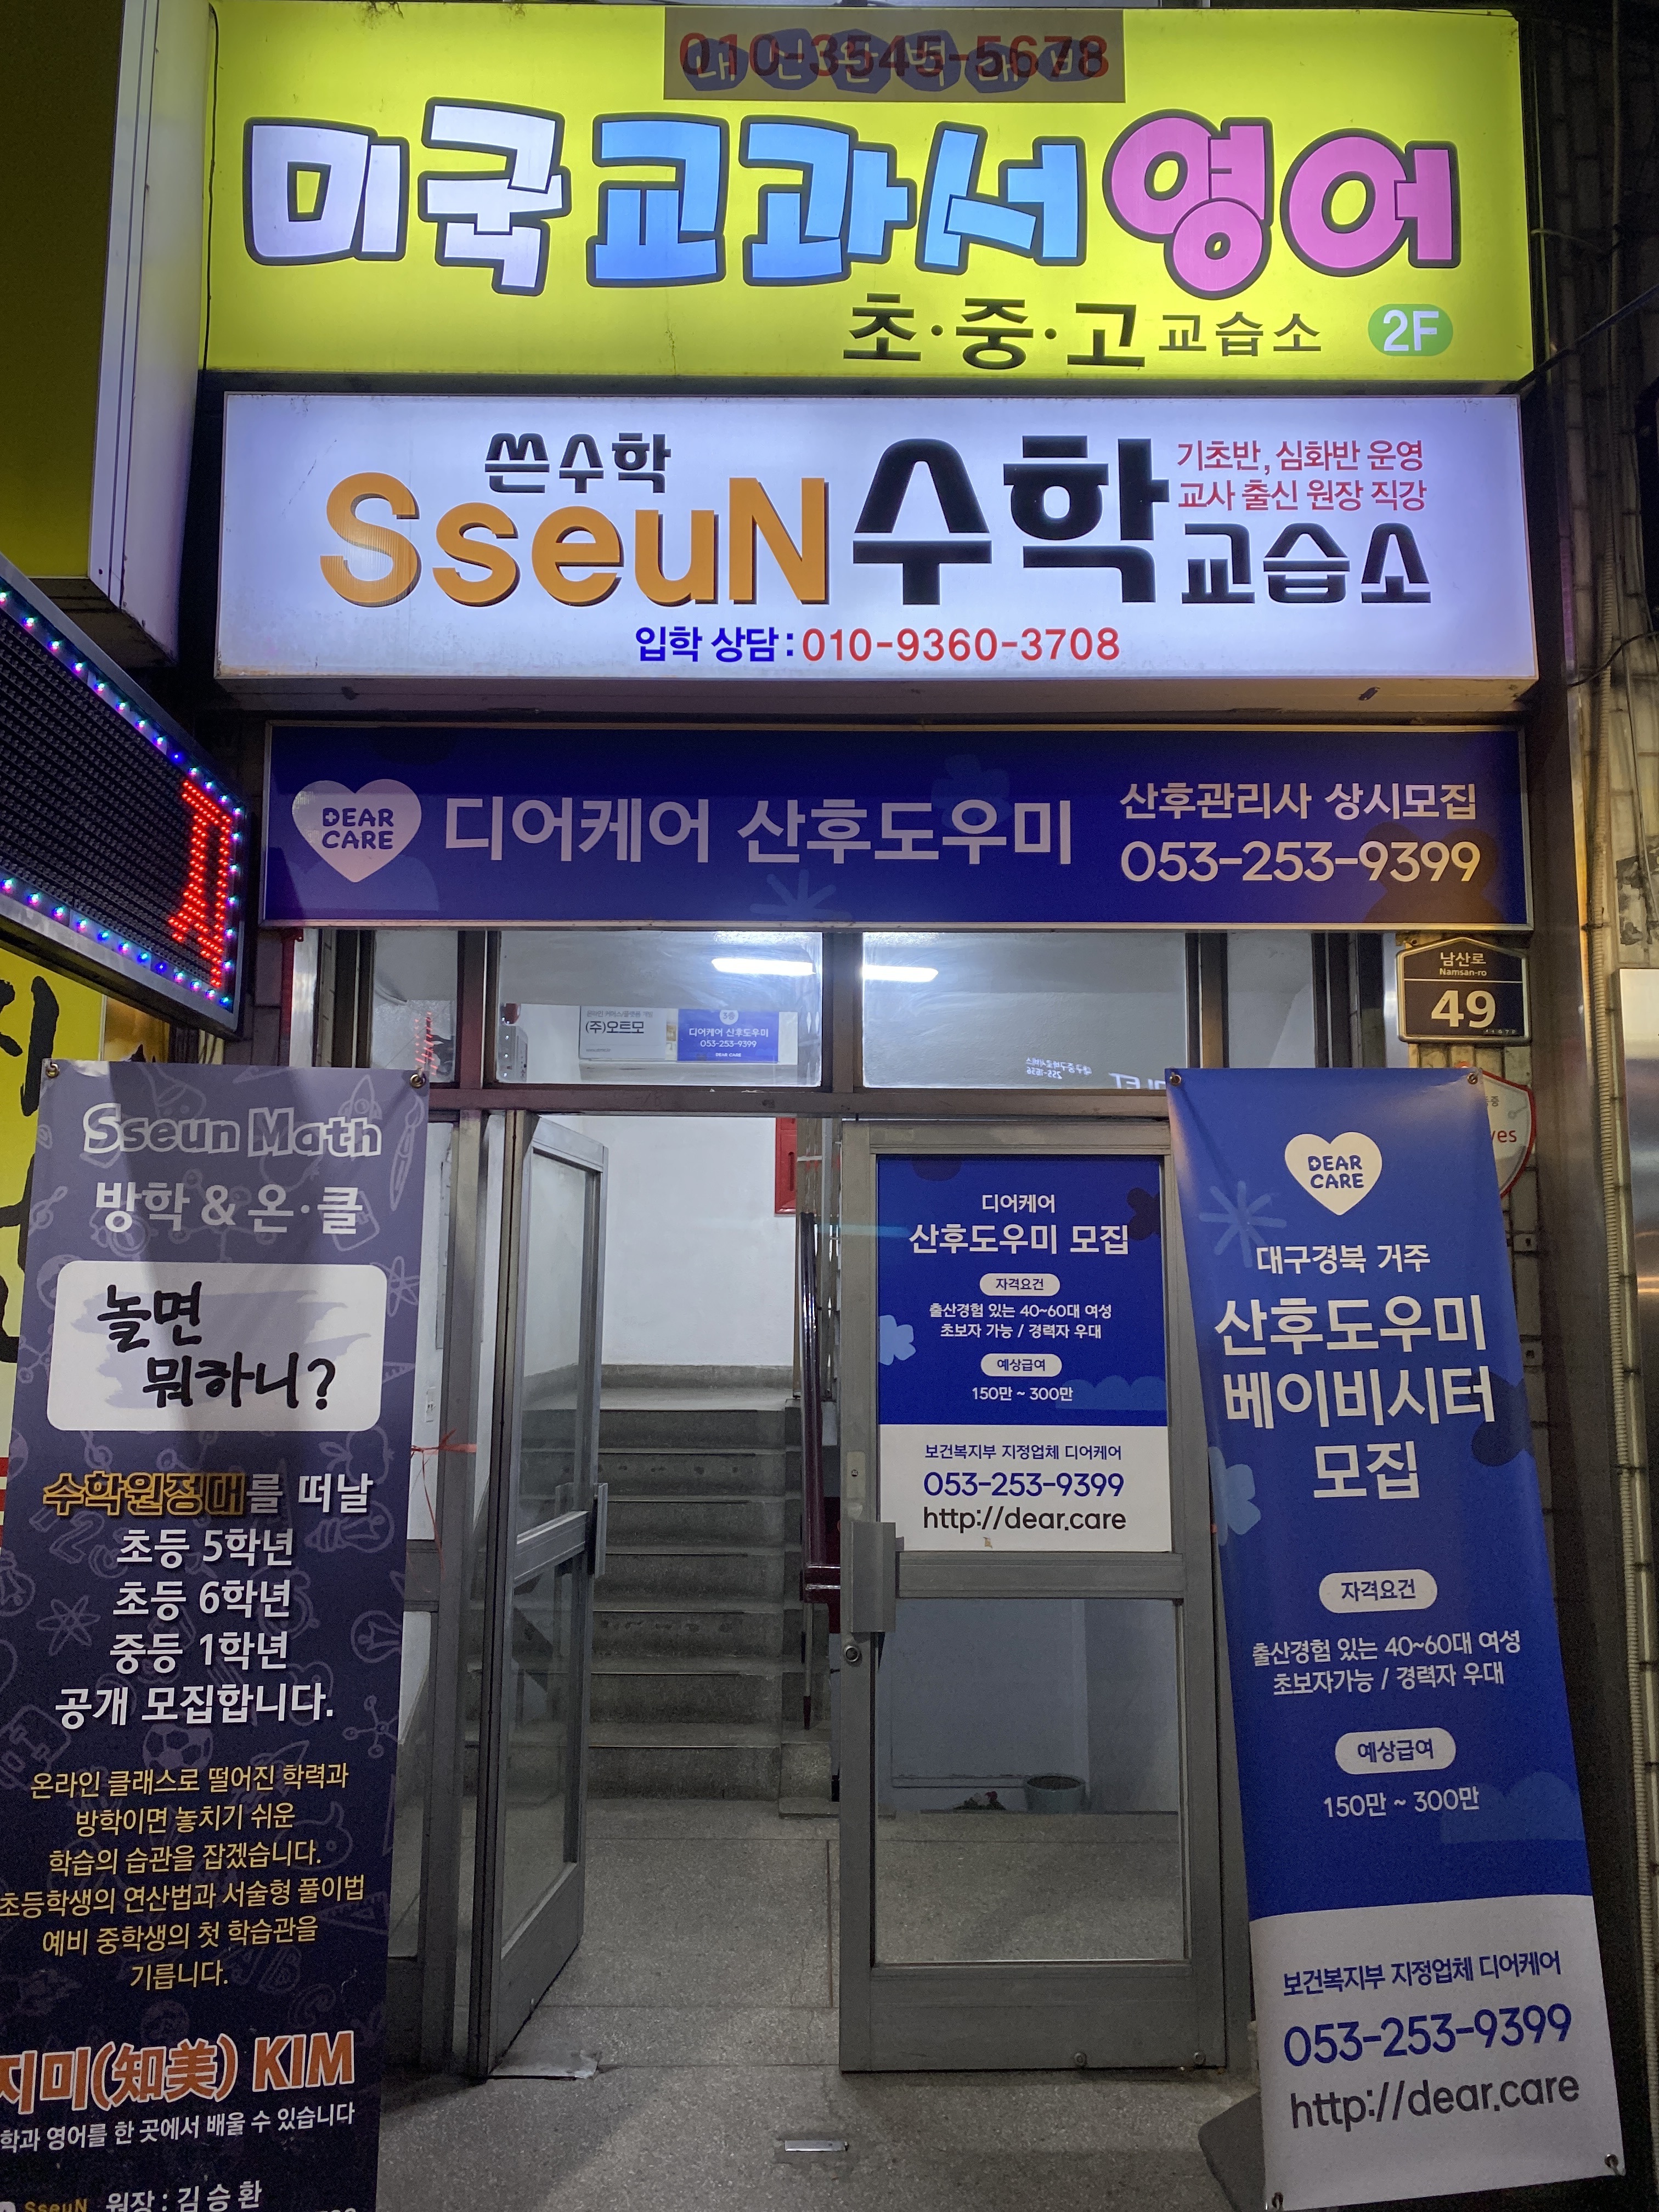 010-3545-5678
미국교과서영어
초·중·고 교습소 2F
쓴수학
SseuN 수학 교습소
기초반, 심화반 운영
교사 출신 원장 직강
입학 상담 : 010-9360-3708
DEAR
CARE
디어케어 산후도우미
산후관리사 상시모집
053-253-9399
남산로
Namsan-ro
49
(주)오트모
디어케어 산후도우미
053-253-9399
DEAR CARE
Sseun Math
방학 & 온·클
놀면
뭐하니?
수학원정대를 떠날
초등 5학년
초등 6학년
중등 1학년
공개 모집합니다.
온라인 클래스로 떨어진 학력과
방학이면 놓치기 쉬운
학습의 습관을 잡겠습니다.
초등학생의 연산법과 서술형 풀이법
예비 중학생의 첫 학습관을
기릅니다.
지미(知美) KIM
학과 영어를 한 곳에서 배울 수 있습니다
SseuN 원장 : 김승환
디어케어
산후도우미 모집
자격요건
출산경험 있는 40~60대 여성
초보자 가능 / 경력자 우대
예상급여
150만 ~ 300만
보건복지부 지정업체 디어케어
053-253-9399
http://dear.care
DEAR
CARE
대구경북 거주
산후도우미
베이비시터
모집
자격요건
출산경험 있는 40~60대 여성
초보자가능 / 경력자 우대
예상급여
150만 ~ 300만
보건복지부 지정업체 디어케어
053-253-9399
http://dear.care